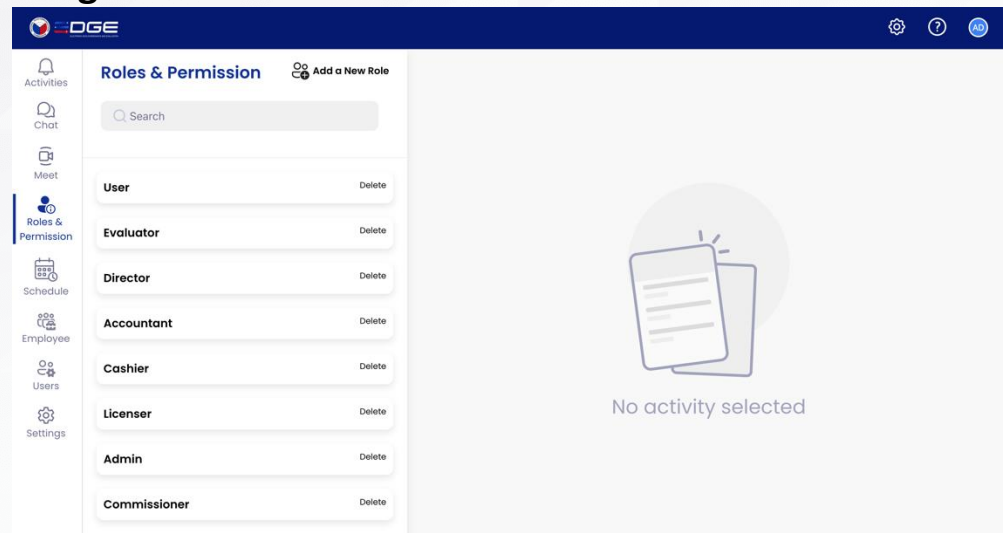 EDGE
AD
Activities
Chat
Meet
Roles &
Permission
Schedule
Employee
Users
Settings
Roles & Permission
Add a New Role
Search
User Delete
Evaluator Delete
Director Delete
Accountant Delete
Cashier Delete
Licenser Delete
Admin Delete
Commissioner Delete
No activity selected